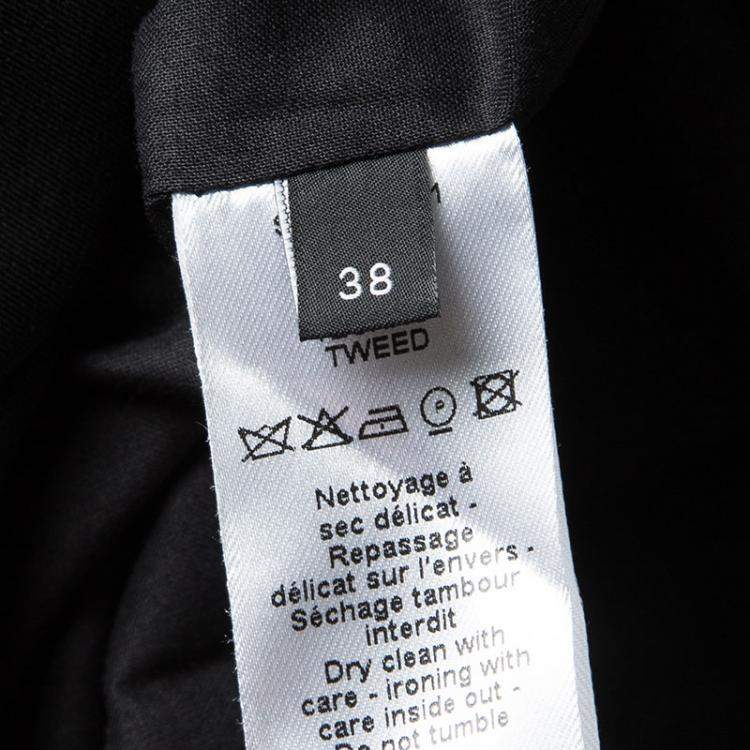 38
TWEED
P
Nettoyage à
sec délicat -
Repassage
délicat sur l'envers -
Séchage tambour
interdit
Dry clean with
care - ironing with
care inside out -
Do not tumble